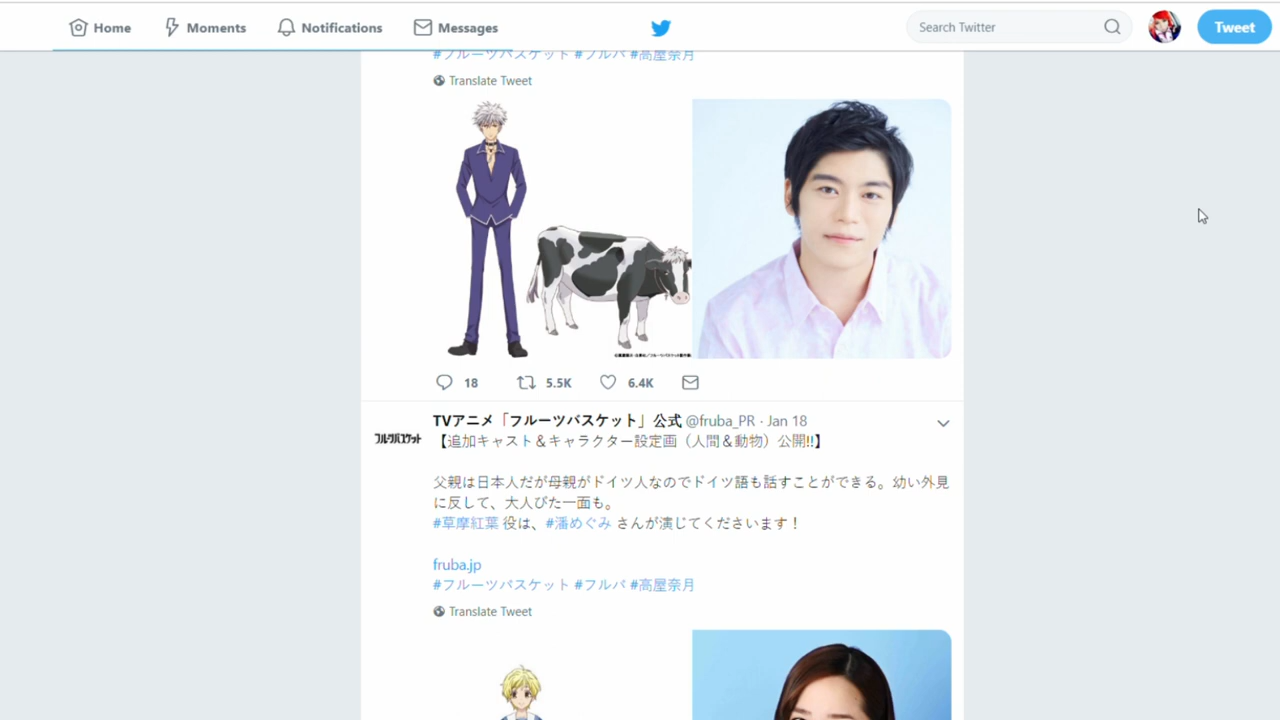 Home
Moments
Notifications
Messages
Search Twitter
Tweet
#フルーツバスケット #フルバ #高屋奈月
Translate Tweet
18
5.5K
6.4K
フルーツバスケット
TVアニメ「フルーツバスケット」公式 @fruba_PR · Jan 18
【追加キャスト＆キャラクター設定画（人間＆動物）公開!!】
父親は日本人だが母親がドイツ人なのでドイツ語も話すことができる。幼い外見
に反して、大人びた一面も。
#草摩紅葉 役は、#潘めぐみ さんが演じてくださいます！
fruba.jp
#フルーツバスケット #フルバ #高屋奈月
Translate Tweet